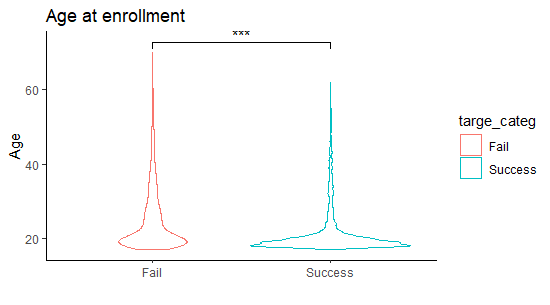 Age at enrollment
***
60
40
20
Age
Fail
Success
targe_categ
Fail
Success